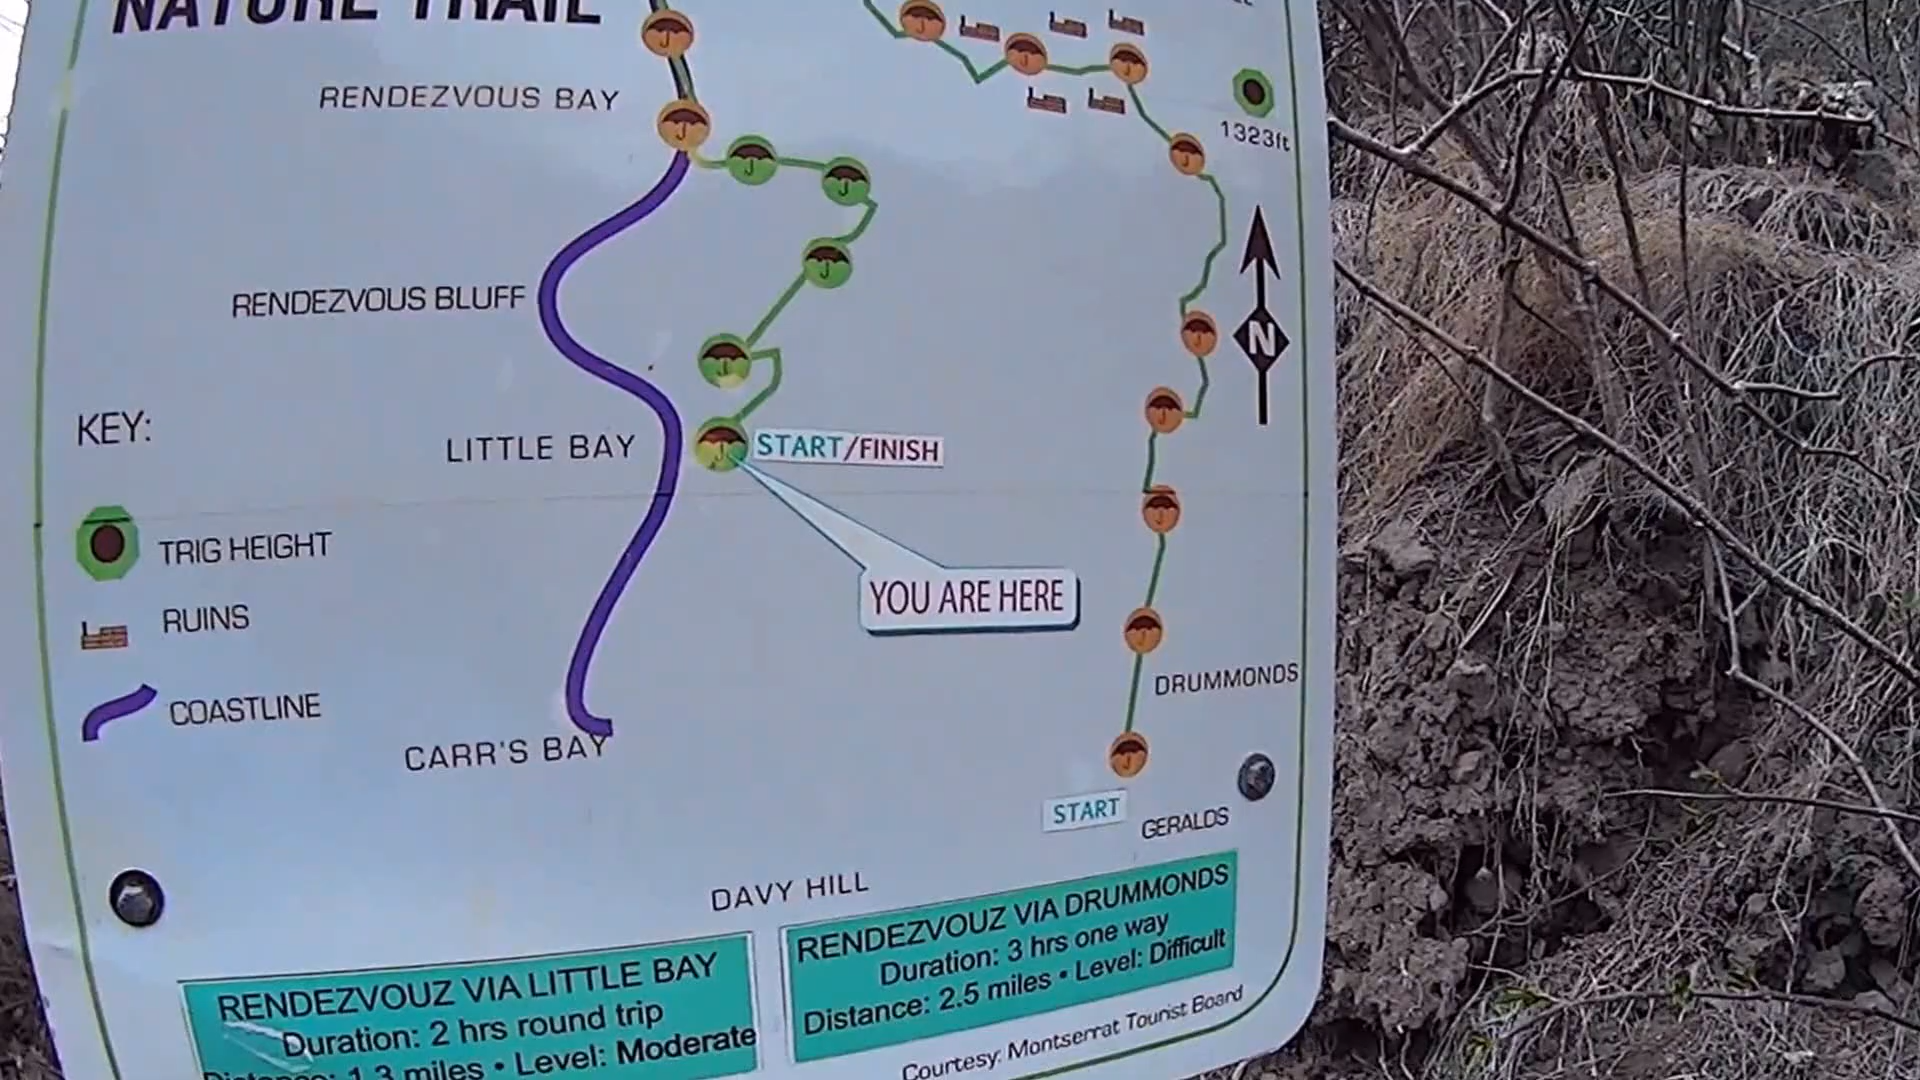 NATURE TRAIL
RENDEZVOUS BAY
1323ft
RENDEZVOUS BLUFF
N
KEY:
LITTLE BAY
START/FINISH
TRIG HEIGHT
YOU ARE HERE
RUINS
DRUMMONDS
COASTLINE
CARR'S BAY
START
GERALDS
DAVY HILL
RENDEZVOUZ VIA LITTLE BAY
Duration: 2 hrs round trip
Distance: 1.3 miles • Level: Moderate
RENDEZVOUZ VIA DRUMMONDS
Duration: 3 hrs one way
Distance: 2.5 miles • Level: Difficult
Courtesy: Montserrat Tourist Board